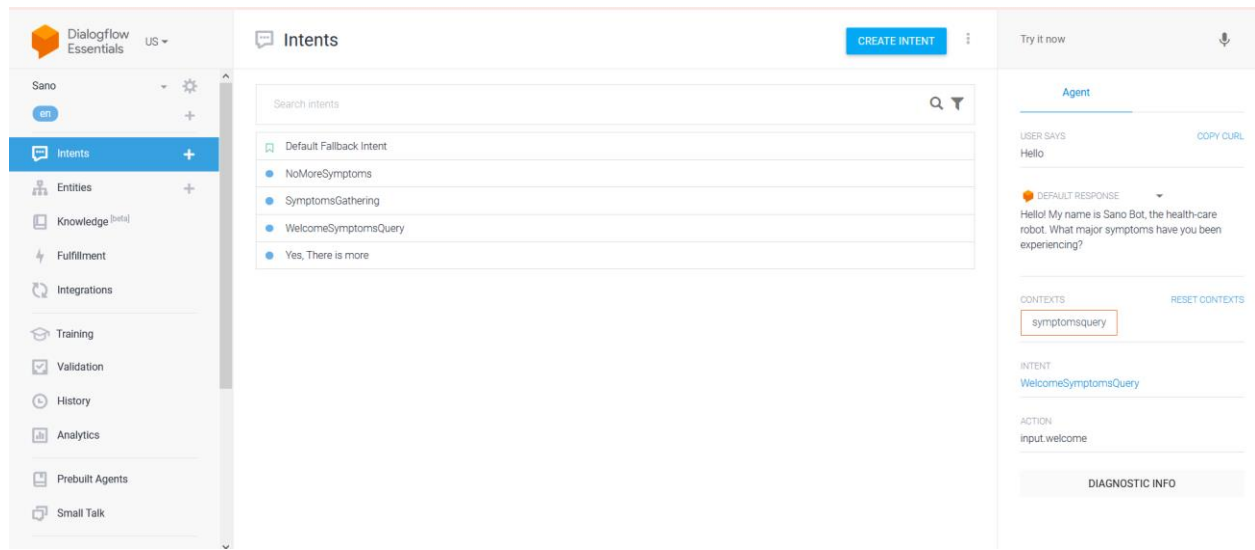 Dialogflow
Essentials
US
Sano
en
Intents
Entities
Knowledge [beta]
Fulfillment
Integrations
Training
Validation
History
Analytics
Prebuilt Agents
Small Talk
Intents
CREATE INTENT
Search intents
Default Fallback Intent
NoMoreSymptoms
SymptomsGathering
WelcomeSymptomsQuery
Yes, There is more
Try it now
Agent
USER SAYS
COPY CURL
Hello
DEFAULT RESPONSE
Hello! My name is Sano Bot, the health-care
robot. What major symptoms have you been
experiencing?
CONTEXTS
RESET CONTEXTS
symptomsquery
INTENT
WelcomeSymptomsQuery
ACTION
input.welcome
DIAGNOSTIC INFO